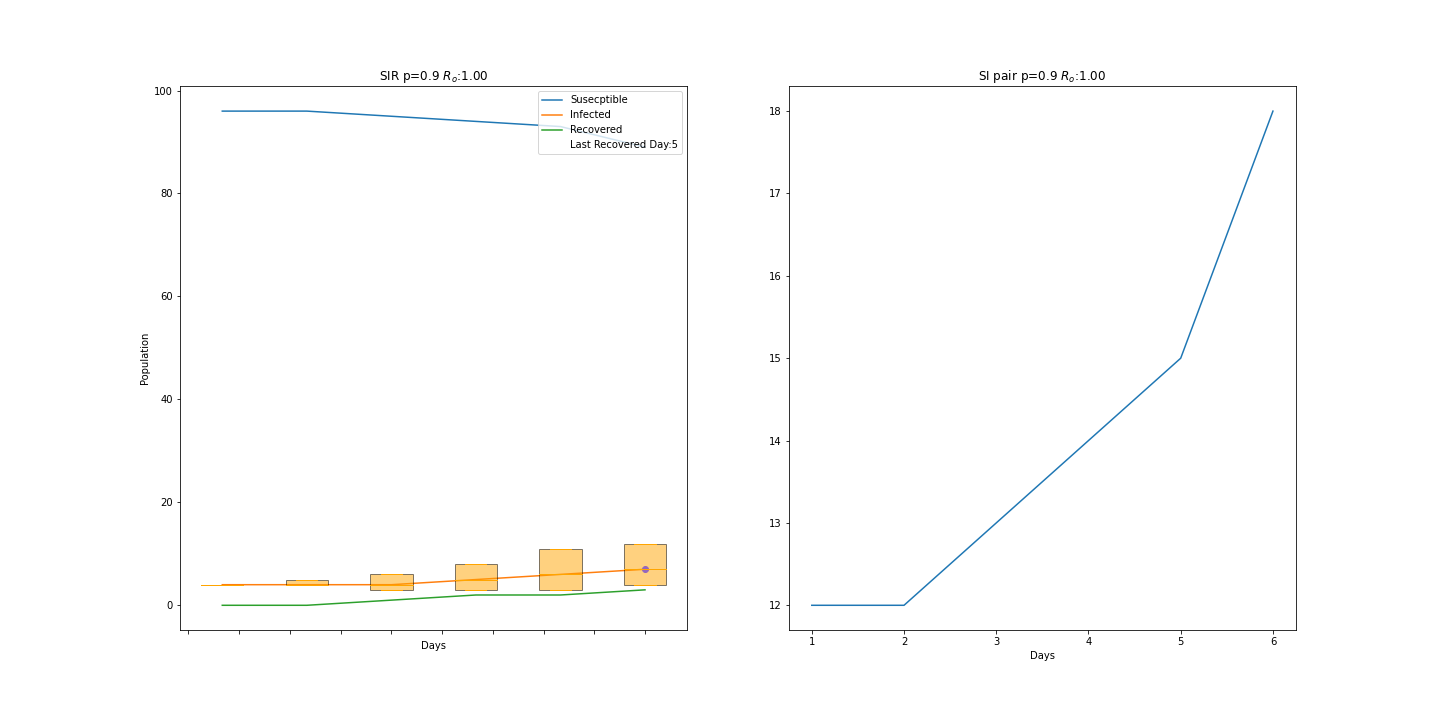 SIR p=0.9 Rₒ:1.00
100
80
60
40
20
0
Population
Susecptible
Infected
Recovered
Last Recovered Day:5
Days
SI pair p=0.9 Rₒ:1.00
18
17
16
15
14
13
12
1 2 3 4 5 6
Days